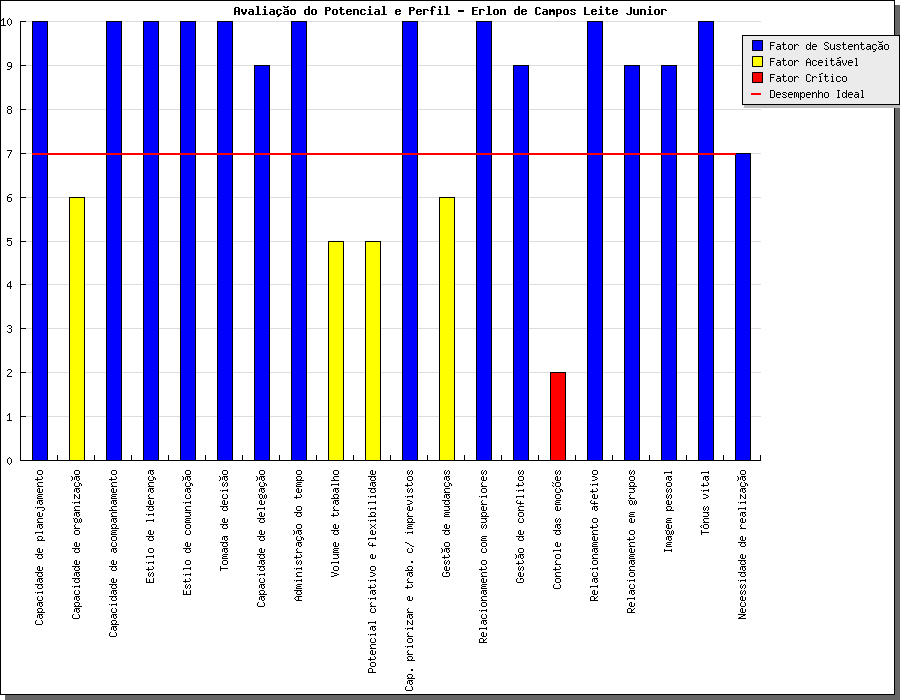 Avaliação do Potencial e Perfil - Erlon de Campos Leite Junior
Fator de Sustentação
Fator Aceitável
Fator Crítico
Desempenho Ideal
10
9
8
7
6
5
4
3
2
1
0
Capacidade de planejamento
Capacidade de organização
Capacidade de acompanhamento
Estilo de liderança
Estilo de comunicação
Tomada de decisão
Capacidade de delegação
Administração do tempo
Volume de trabalho
Potencial criativo e flexibilidade
Cap. priorizar e trab. c/ imprevistos
Gestão de mudanças
Relacionamento com superiores
Gestão de conflitos
Controle das emoções
Relacionamento afetivo
Relacionamento em grupos
Imagem pessoal
Tônus vital
Necessidade de realização